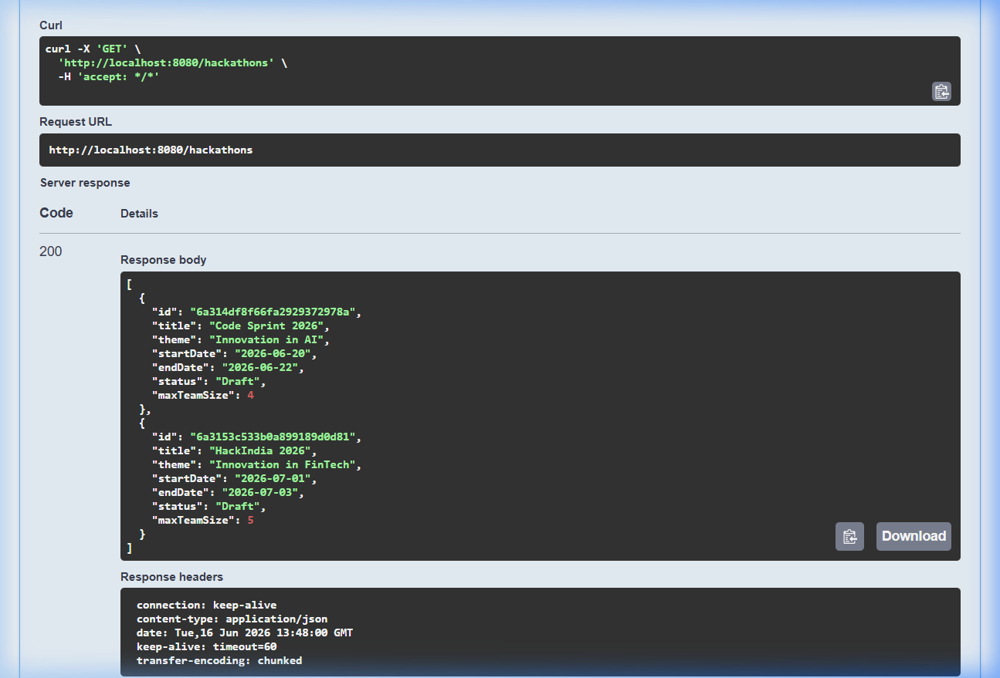 Curl
curl -X 'GET' \
  'http://localhost:8080/hackathons' \
  -H 'accept: */*'
Request URL
http://localhost:8080/hackathons
Server response
Code Details
200
Response body
[
  {
    "id": "6a314df8f66fa2929372978a",
    "title": "Code Sprint 2026",
    "theme": "Innovation in AI",
    "startDate": "2026-06-20",
    "endDate": "2026-06-22",
    "status": "Draft",
    "maxTeamSize": 4
  },
  {
    "id": "6a3153c533b0a899189d0d81",
    "title": "HackIndia 2026",
    "theme": "Innovation in FinTech",
    "startDate": "2026-07-01",
    "endDate": "2026-07-03",
    "status": "Draft",
    "maxTeamSize": 5
  }
]
Download
Response headers
connection: keep-alive
content-type: application/json
date: Tue,16 Jun 2026 13:48:00 GMT
keep-alive: timeout=60
transfer-encoding: chunked